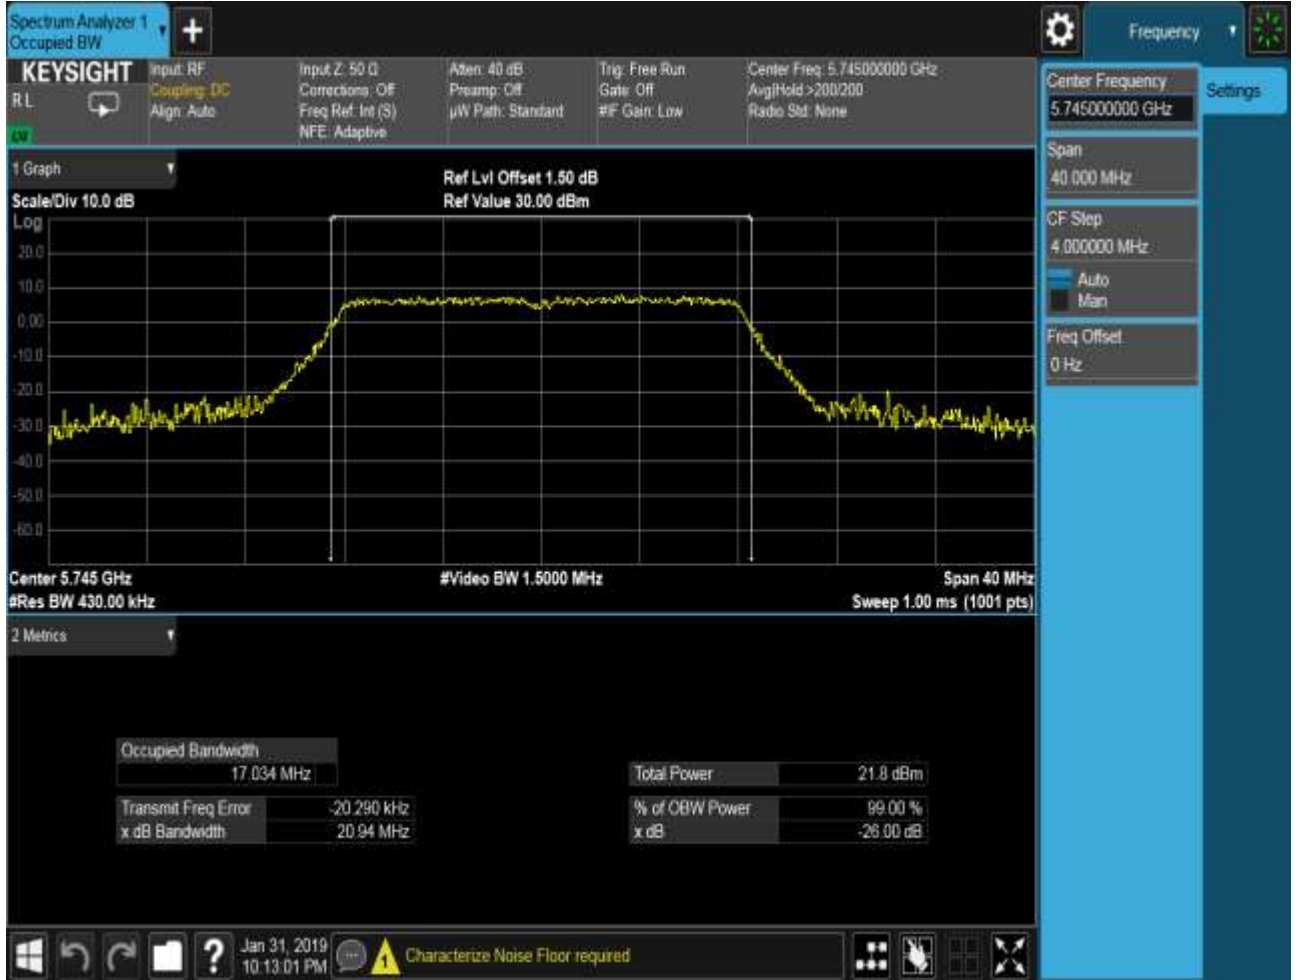 Spectrum Analyzer 1
Occupied BW
+
Frequency
KEYSIGHT
R L
Input: RF
Coupling: DC
Align: Auto
Input Z: 50 Ω
Corrections: Off
Freq Ref: Int (S)
NFE: Adaptive
Atten: 40 dB
Preamp: Off
µW Path: Standard
Trig: Free Run
Gate: Off
#IF Gain: Low
Center Freq: 5.745000000 GHz
Avg|Hold:>200/200
Radio Std: None
Center Frequency
5.745000000 GHz
Settings
Span
40.000 MHz
CF Step
4.000000 MHz
Auto
Man
Freq Offset
0 Hz
1 Graph
Scale/Div 10.0 dB
Ref Lvl Offset 1.50 dB
Ref Value 30.00 dBm
Log
20.0
10.0
0.00
-10.0
-20.0
-30.0
-40.0
-50.0
-60.0
Center 5.745 GHz
#Video BW 1.5000 MHz
Span 40 MHz
#Res BW 430.00 kHz
Sweep 1.00 ms (1001 pts)
2 Metrics
Occupied Bandwidth
17.034 MHz
Total Power 21.8 dBm
Transmit Freq Error -20.290 kHz
% of OBW Power 99.00 %
x dB Bandwidth 20.94 MHz
x dB -26.00 dB
?
Jan 31, 2019
10:13:01 PM
1
Characterize Noise Floor required